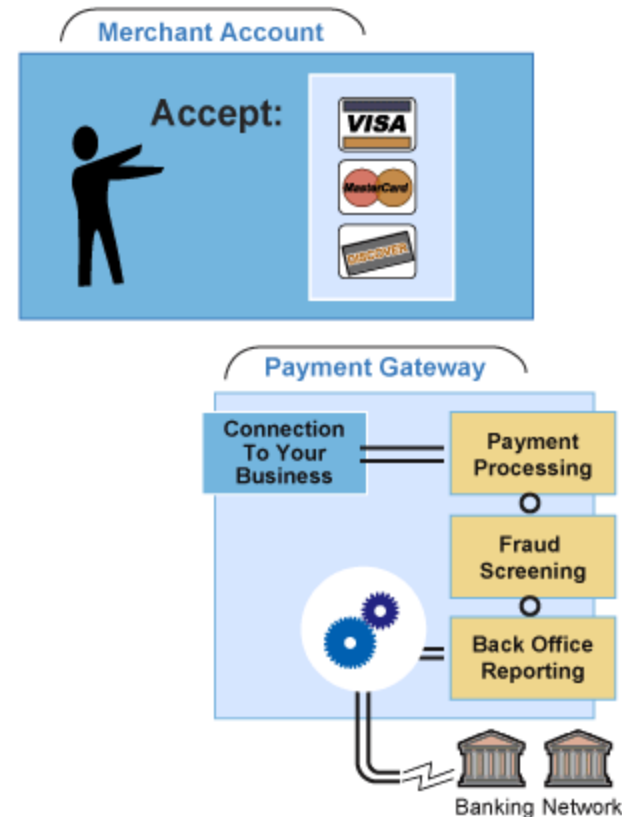 Merchant Account
Accept:
VISA
MasterCard
DISCOVER
Payment Gateway
Connection
To Your
Business
Payment
Processing
Fraud
Screening
Back Office
Reporting
Banking Network